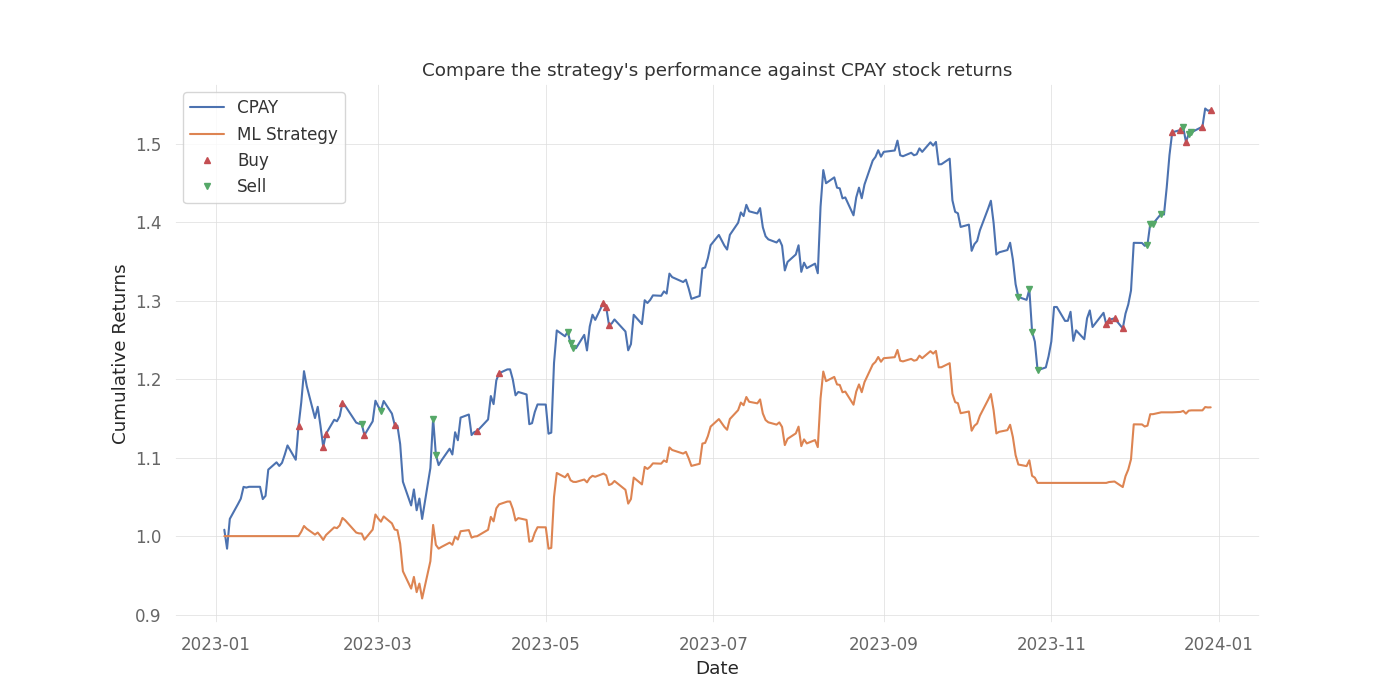 Compare the strategy's performance against CPAY stock returns
CPAY
ML Strategy
Buy
Sell
Cumulative Returns
1.5
1.4
1.3
1.2
1.1
1.0
0.9
2023-01 2023-03 2023-05 2023-07 2023-09 2023-11 2024-01
Date